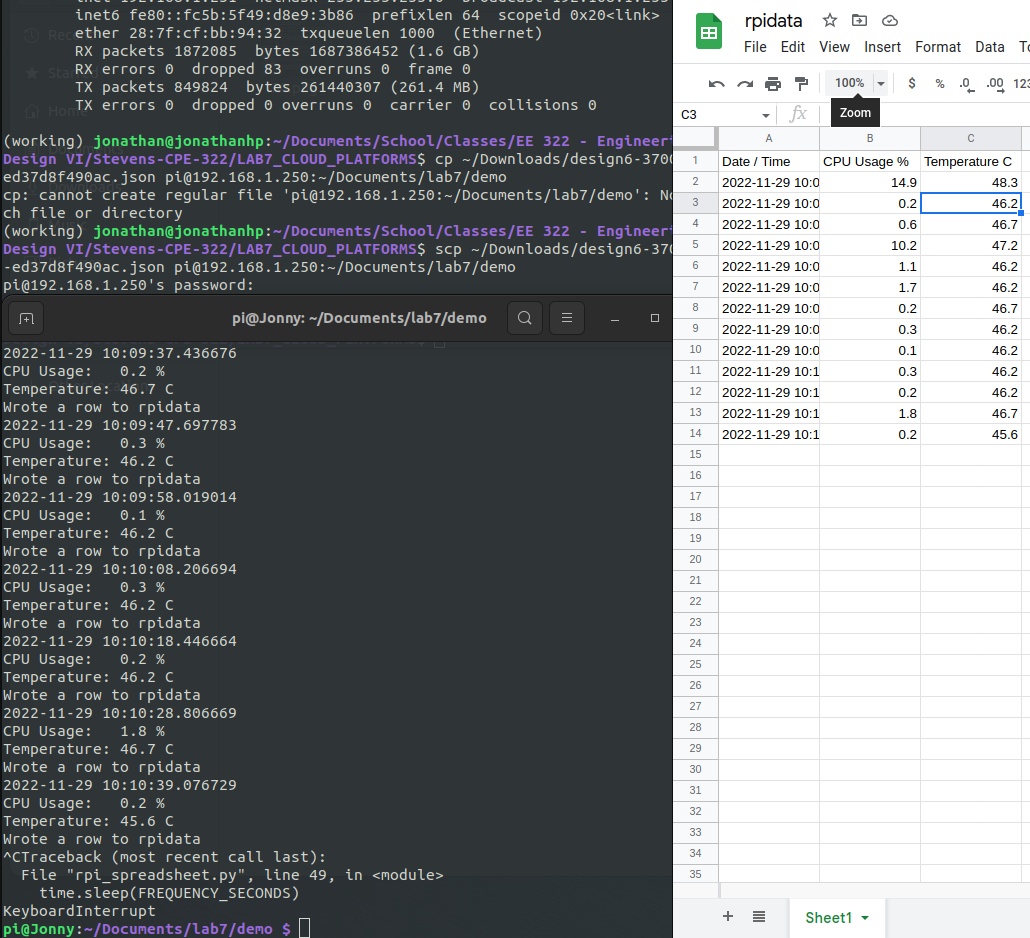 inet6 fe80::fc5b:5f49:d8e9:3b86  prefixlen 64  scopeid 0x20<link>
ether 28:7f:cf:bb:94:32  txqueuelen 1000  (Ethernet)
RX packets 1872085  bytes 1687386452 (1.6 GB)
RX errors 0  dropped 83  overruns 0  frame 0
TX packets 849824  bytes 261440307 (261.4 MB)
TX errors 0  dropped 0 overruns 0  carrier 0  collisions 0
(working) jonathan@jonathanhp:~/Documents/School/Classes/EE 322 - Engineeri
Design VI/Stevens-CPE-322/LAB7_CLOUD_PLATFORMS$ cp ~/Downloads/design6-3700
ed37d8f490ac.json pi@192.168.1.250:~/Documents/lab7/demo
cp: cannot create regular file 'pi@192.168.1.250:~/Documents/lab7/demo': No
ch file or directory
(working) jonathan@jonathanhp:~/Documents/School/Classes/EE 322 - Engineeri
Design VI/Stevens-CPE-322/LAB7_CLOUD_PLATFORMS$ scp ~/Downloads/design6-370
-ed37d8f490ac.json pi@192.168.1.250:~/Documents/lab7/demo
pi@192.168.1.250's password:
pi@Jonny: ~/Documents/lab7/demo
2022-11-29 10:09:37.436676
CPU Usage:   0.2 %
Temperature: 46.7 C
Wrote a row to rpidata
2022-11-29 10:09:47.697783
CPU Usage:   0.3 %
Temperature: 46.2 C
Wrote a row to rpidata
2022-11-29 10:09:58.019014
CPU Usage:   0.1 %
Temperature: 46.2 C
Wrote a row to rpidata
2022-11-29 10:10:08.206694
CPU Usage:   0.3 %
Temperature: 46.2 C
Wrote a row to rpidata
2022-11-29 10:10:18.446664
CPU Usage:   0.2 %
Temperature: 46.2 C
Wrote a row to rpidata
2022-11-29 10:10:28.806669
CPU Usage:   1.8 %
Temperature: 46.7 C
Wrote a row to rpidata
2022-11-29 10:10:39.076729
CPU Usage:   0.2 %
Temperature: 45.6 C
Wrote a row to rpidata
^CTraceback (most recent call last):
  File "rpi_spreadsheet.py", line 49, in <module>
    time.sleep(FREQUENCY_SECONDS)
KeyboardInterrupt
pi@Jonny:~/Documents/lab7/demo $
rpidata
File Edit View Insert Format Data To
100% $ % .0 .00 123
C3 fx Zoom
A B C
1 Date / Time CPU Usage % Temperature C
2 2022-11-29 10:0 14.9 48.3
3 2022-11-29 10:0 0.2 46.2
4 2022-11-29 10:0 0.6 46.7
5 2022-11-29 10:0 10.2 47.2
6 2022-11-29 10:0 1.1 46.2
7 2022-11-29 10:0 1.7 46.2
8 2022-11-29 10:0 0.2 46.7
9 2022-11-29 10:0 0.3 46.2
10 2022-11-29 10:0 0.1 46.2
11 2022-11-29 10:1 0.3 46.2
12 2022-11-29 10:1 0.2 46.2
13 2022-11-29 10:1 1.8 46.7
14 2022-11-29 10:1 0.2 45.6
15
16
17
18
19
20
21
22
23
24
25
26
27
28
29
30
31
32
33
34
35
Sheet1